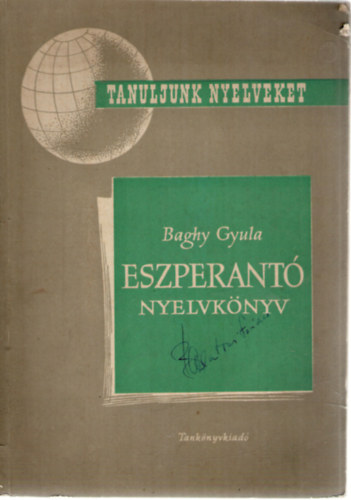 TANULJUNK NYELVEKET
Baghy Gyula
ESZPERANTÓ
NYELVKÖNYV
Tankönyvkiadó